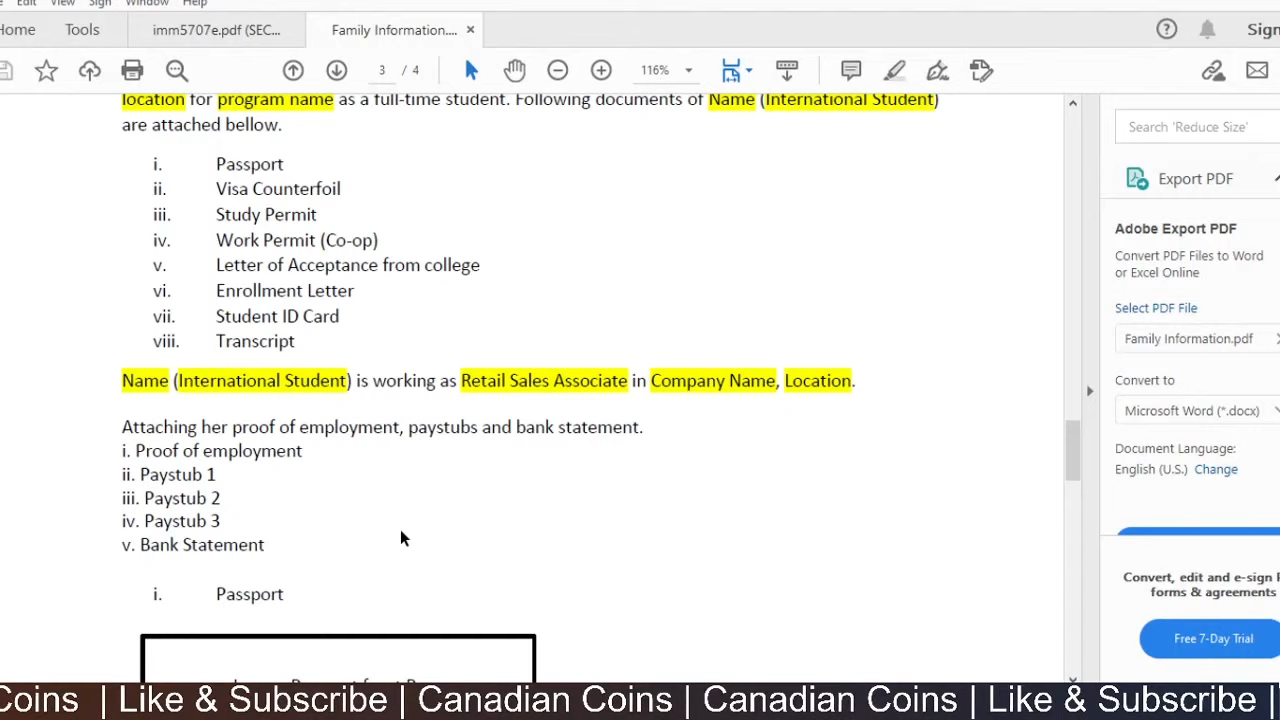 Edit View Sign Window Help
Home Tools imm5707e.pdf (SEC... Family Information.... × Sign
3 / 4 116%
location for program name as a full-time student. Following documents of Name (International Student)
are attached bellow.
i. Passport
ii. Visa Counterfoil
iii. Study Permit
iv. Work Permit (Co-op)
v. Letter of Acceptance from college
vi. Enrollment Letter
vii. Student ID Card
viii. Transcript
Name (International Student) is working as Retail Sales Associate in Company Name, Location.
Attaching her proof of employment, paystubs and bank statement.
i. Proof of employment
ii. Paystub 1
iii. Paystub 2
iv. Paystub 3
v. Bank Statement
i. Passport
Search 'Reduce Size'
Export PDF
Adobe Export PDF
Convert PDF Files to Word
or Excel Online
Select PDF File
Family Information.pdf
Convert to
Microsoft Word (*.docx)
Document Language:
English (U.S.) Change
Convert, edit and e-sign
forms & agreements
Free 7-Day Trial
Coins | Like & Subscribe | Canadian Coins | Canadian Coins | Like & Subscribe |